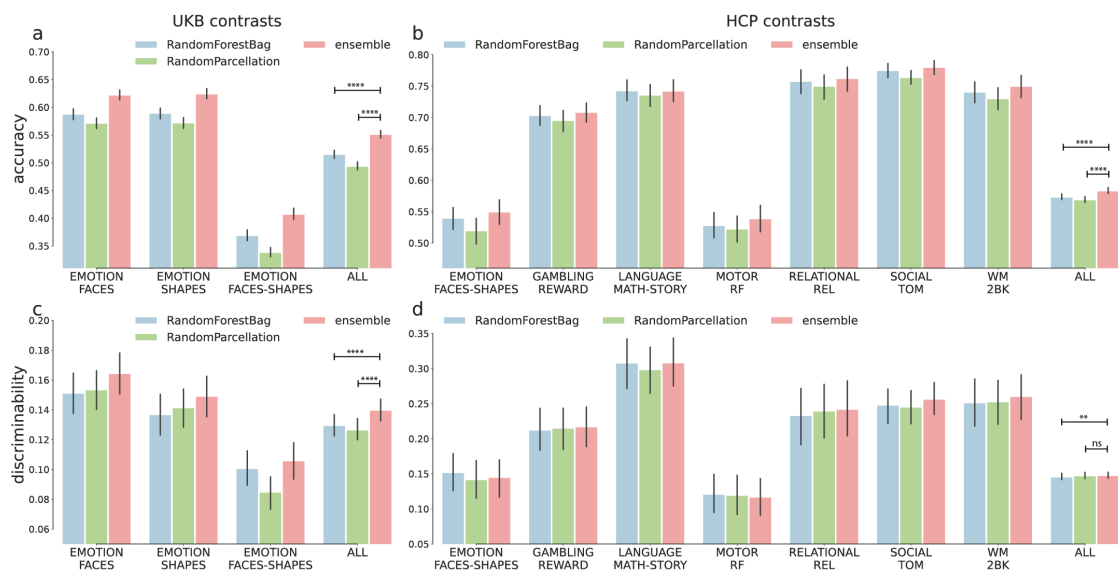 UKB contrasts
HCP contrasts
a
RandomForestBag
ensemble
RandomParcellation
0.70
0.65
0.60
0.55
0.50
0.45
0.40
0.35
accuracy
****
****
EMOTION
FACES
EMOTION
SHAPES
EMOTION
FACES-SHAPES
ALL
b
RandomForestBag
RandomParcellation
ensemble
0.80
0.75
0.70
0.65
0.60
0.55
0.50
****
****
EMOTION
FACES-SHAPES
GAMBLING
REWARD
LANGUAGE
MATH-STORY
MOTOR
RF
RELATIONAL
REL
SOCIAL
TOM
WM
2BK
ALL
c
RandomForestBag
ensemble
RandomParcellation
0.20
0.18
0.16
0.14
0.12
0.10
0.08
0.06
discriminability
****
****
EMOTION
FACES
EMOTION
SHAPES
EMOTION
FACES-SHAPES
ALL
d
RandomForestBag
RandomParcellation
ensemble
0.35
0.30
0.25
0.20
0.15
0.10
0.05
**
ns
EMOTION
FACES-SHAPES
GAMBLING
REWARD
LANGUAGE
MATH-STORY
MOTOR
RF
RELATIONAL
REL
SOCIAL
TOM
WM
2BK
ALL